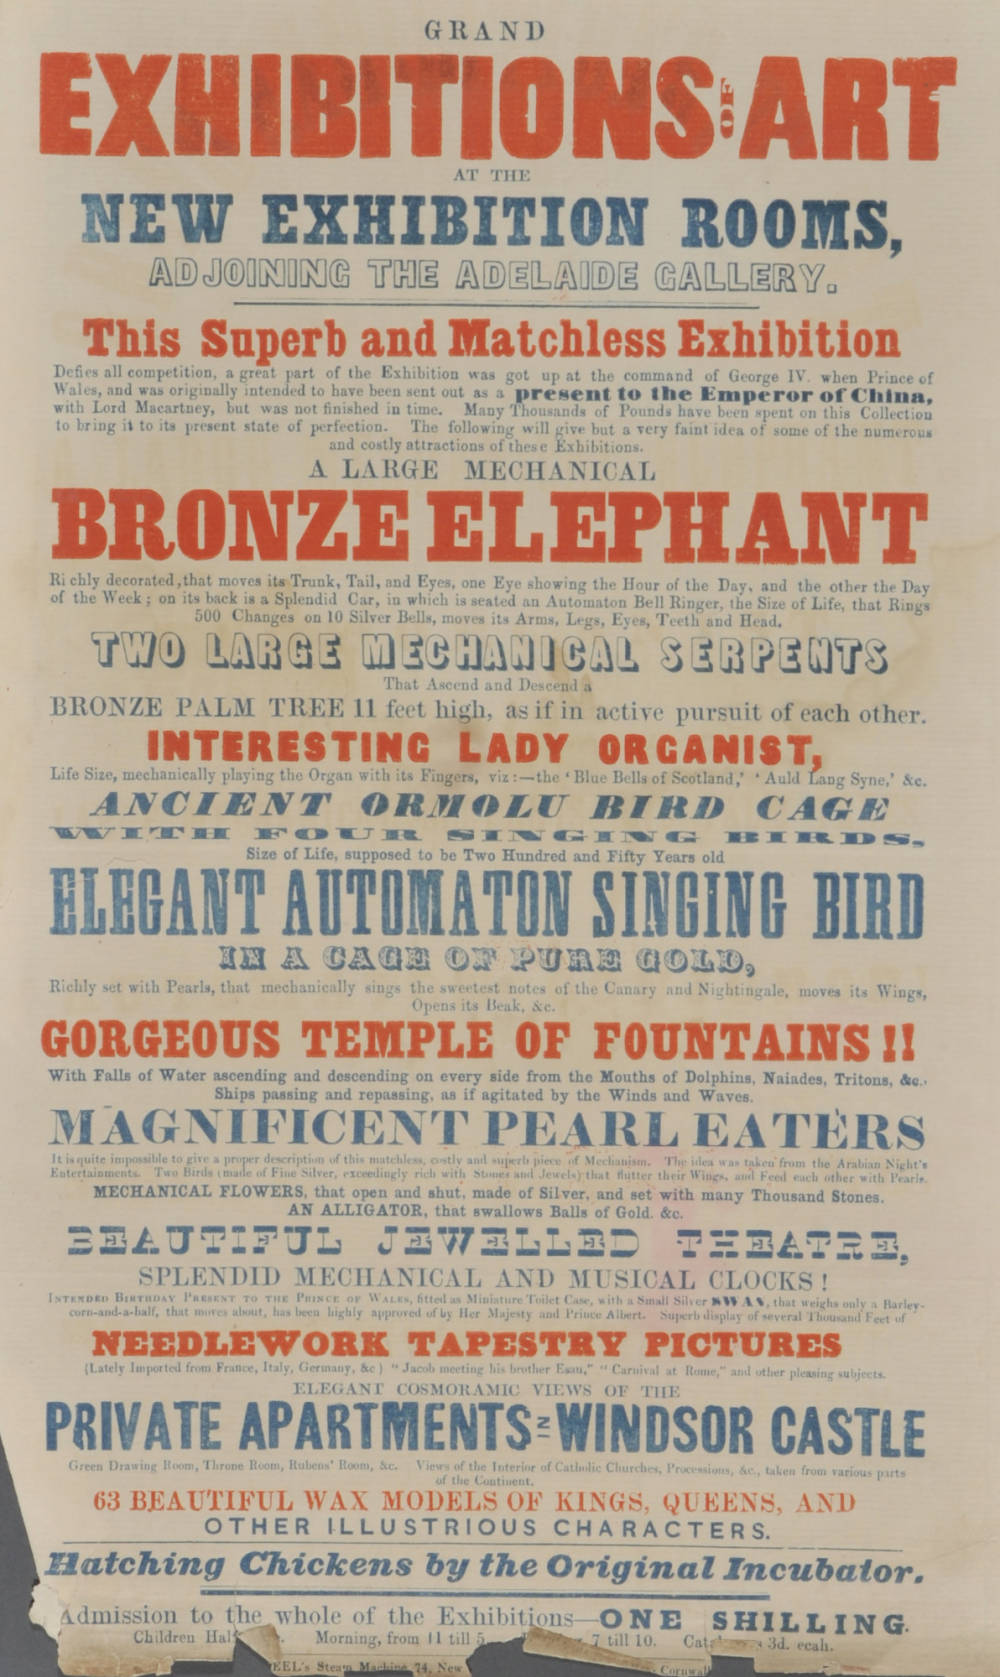 GRAND
EXHIBITIONS OF ART
AT THE
NEW EXHIBITION ROOMS,
ADJOINING THE ADELAIDE GALLERY.
This Superb and Matchless Exhibition
Defies all competition, a great part of the Exhibition was got up at the command of George IV. when Prince of
Wales, and was originally intended to have been sent out as a present to the Emperor of China,
with Lord Macartney, but was not finished in time. Many Thousands of Pounds have been spent on this Collection
to bring it to its present state of perfection. The following will give but a very faint idea of some of the numerous
and costly attractions of these Exhibitions.
A LARGE MECHANICAL
BRONZE ELEPHANT
Richly decorated, that moves its Trunk, Tail, and Eyes, one Eye showing the Hour of the Day, and the other the Day
of the Week; on its back is a Splendid Car, in which is seated an Automaton Bell Ringer, the Size of Life, that Rings
500 Changes on 10 Silver Bells, moves its Arms, Legs, Eyes, Teeth and Head.
TWO LARGE MECHANICAL SERPENTS
That Ascend and Descend a
BRONZE PALM TREE 11 feet high, as if in active pursuit of each other.
INTERESTING LADY ORGANIST,
Life Size, mechanically playing the Organ with its Fingers, viz:—the 'Blue Bells of Scotland,' 'Auld Lang Syne,' &c.
ANCIENT ORMOLU BIRD CAGE
WITH FOUR SINGING BIRDS,
Size of Life, supposed to be Two Hundred and Fifty Years old
ELEGANT AUTOMATON SINGING BIRD
IN A CAGE OF PURE GOLD,
Richly set with Pearls, that mechanically sings the sweetest notes of the Canary and Nightingale, moves its Wings,
Opens its Beak, &c.
GORGEOUS TEMPLE OF FOUNTAINS!!
With Falls of Water ascending and descending on every side from the Mouths of Dolphins, Naiades, Tritons, &c.,
Ships passing and repassing, as if agitated by the Winds and Waves.
MAGNIFICENT PEARL EATERS
It is quite impossible to give a proper description of this matchless, costly and superb piece of Mechanism. The idea was taken from the Arabian Night's
Entertainments. Two Birds (made of Fine Silver, exceedingly rich with Stones and Jewels) that flutter their Wings, and Feed each other with Pearls.
MECHANICAL FLOWERS, that open and shut, made of Silver, and set with many Thousand Stones.
AN ALLIGATOR, that swallows Balls of Gold. &c.
BEAUTIFUL JEWELLED THEATRE,
SPLENDID MECHANICAL AND MUSICAL CLOCKS!
INTENDED BIRTHDAY PRESENT TO THE PRINCE OF WALES, fitted as Miniature Toilet Case, with a Small Silver SWAN, that weighs only a Barley-
corn-and-a-half, that moves about, has been highly approved of by Her Majesty and Prince Albert. Superb display of several Thousand Feet of
NEEDLEWORK TAPESTRY PICTURES
(Lately Imported from France, Italy, Germany, &c) "Jacob meeting his brother Esau," "Carnival at Rome," and other pleasing subjects.
ELEGANT COSMORAMIC VIEWS OF THE
PRIVATE APARTMENTS IN WINDSOR CASTLE
Green Drawing Room, Throne Room, Rubens' Room, &c. Views of the Interior of Catholic Churches, Processions, &c., taken from various parts
of the Continent.
63 BEAUTIFUL WAX MODELS OF KINGS, QUEENS, AND
OTHER ILLUSTRIOUS CHARACTERS.
Hatching Chickens by the Original Incubator.
Admission to the whole of the Exhibitions—ONE SHILLING.
Children Half Morning, from 11 till 5 7 till 10. 3d. each.
EEL's Steam Machine 74, New Cornwall